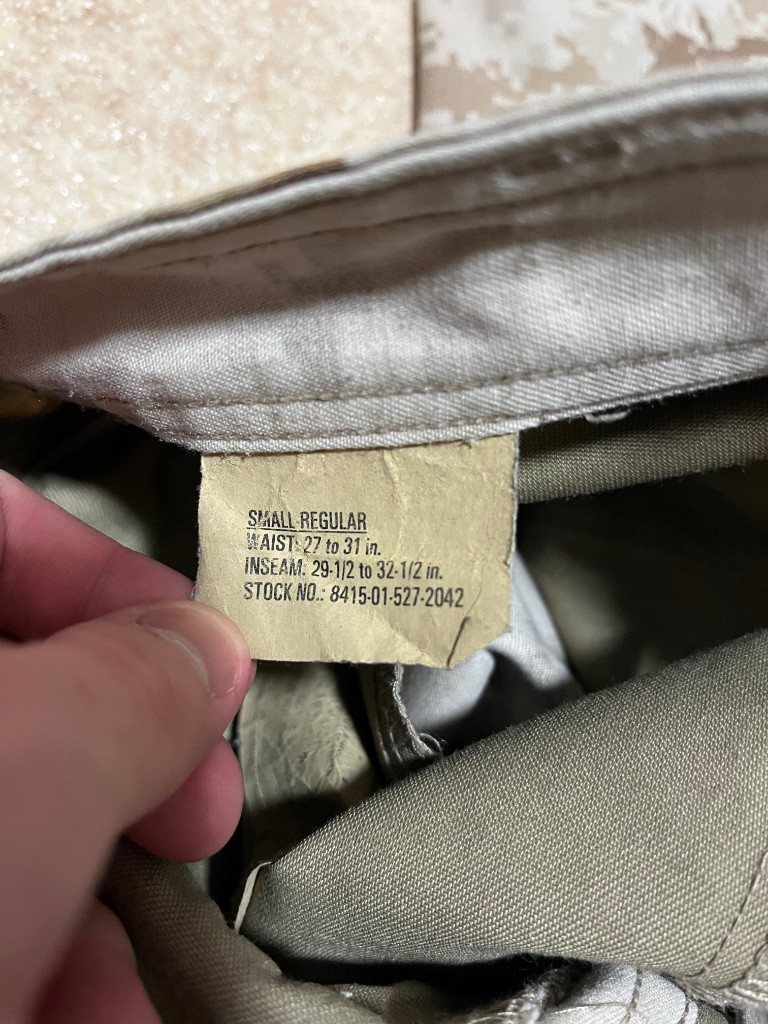 SMALL-REGULAR
WAIST: 27 to 31 in.
INSEAM: 29-1/2 to 32-1/2 in.
STOCK NO.: 8415-01-527-2042